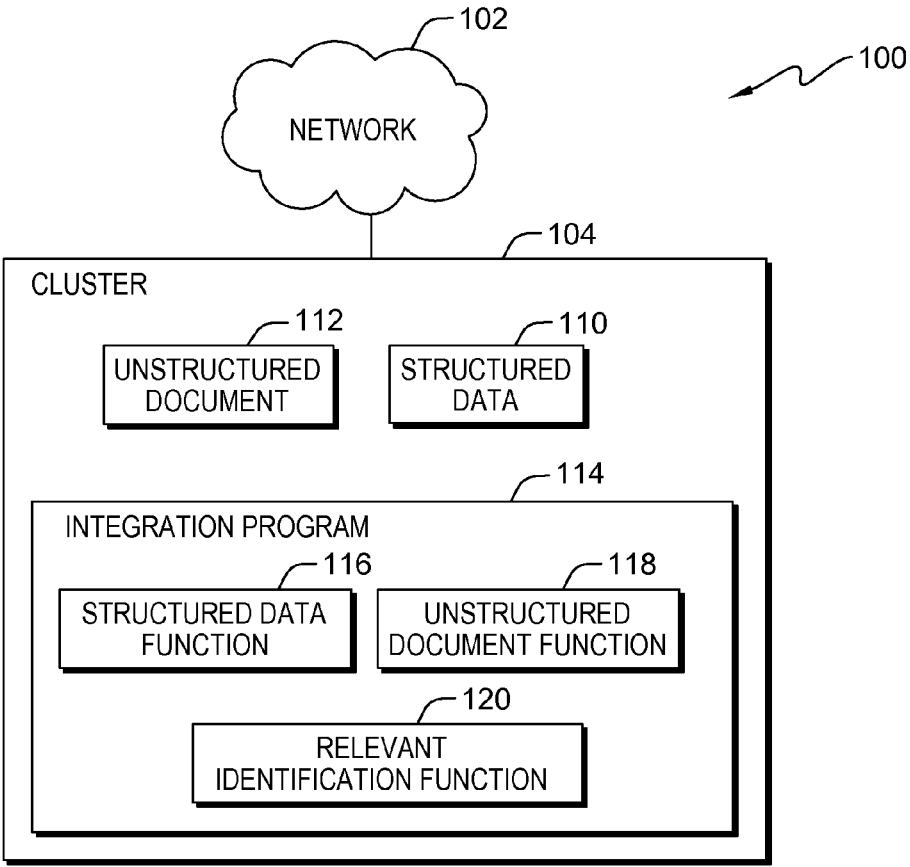 102
100
NETWORK
104
CLUSTER
112
110
UNSTRUCTURED
DOCUMENT
STRUCTURED
DATA
114
INTEGRATION PROGRAM
116
118
STRUCTURED DATA
FUNCTION
UNSTRUCTURED
DOCUMENT FUNCTION
120
RELEVANT
IDENTIFICATION FUNCTION